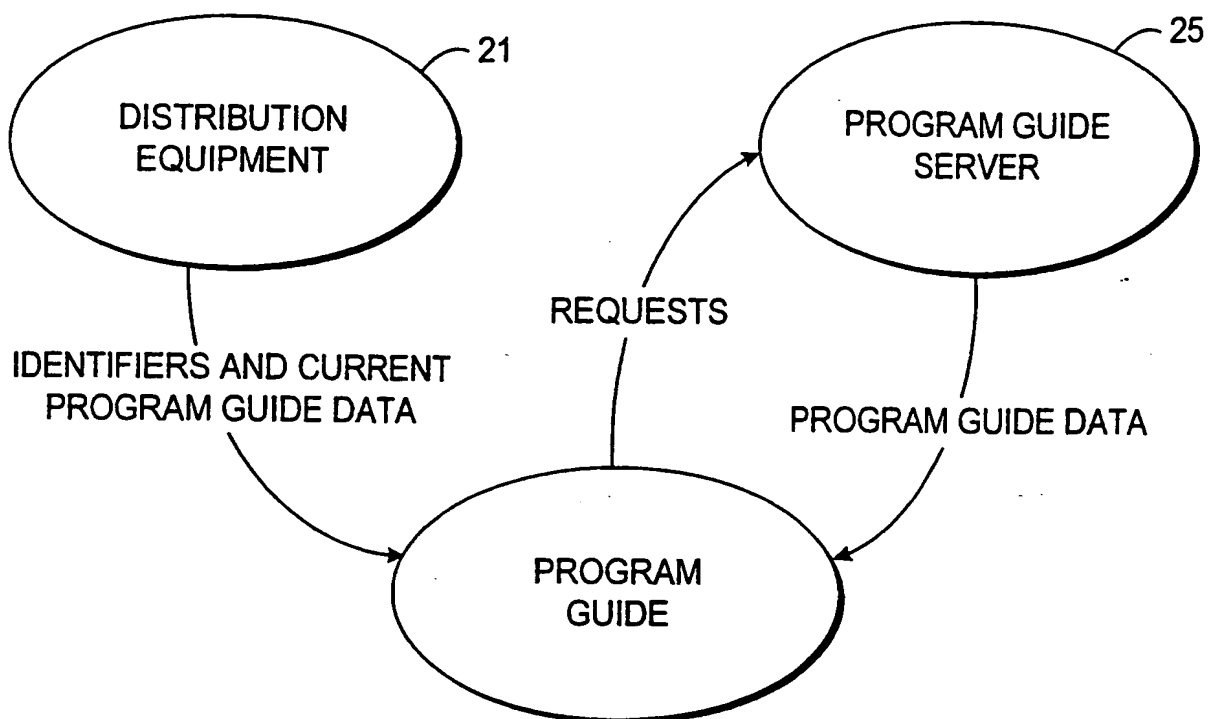 21
DISTRIBUTION
EQUIPMENT
25
PROGRAM GUIDE
SERVER
REQUESTS
IDENTIFIERS AND CURRENT
PROGRAM GUIDE DATA
PROGRAM GUIDE DATA
PROGRAM
GUIDE